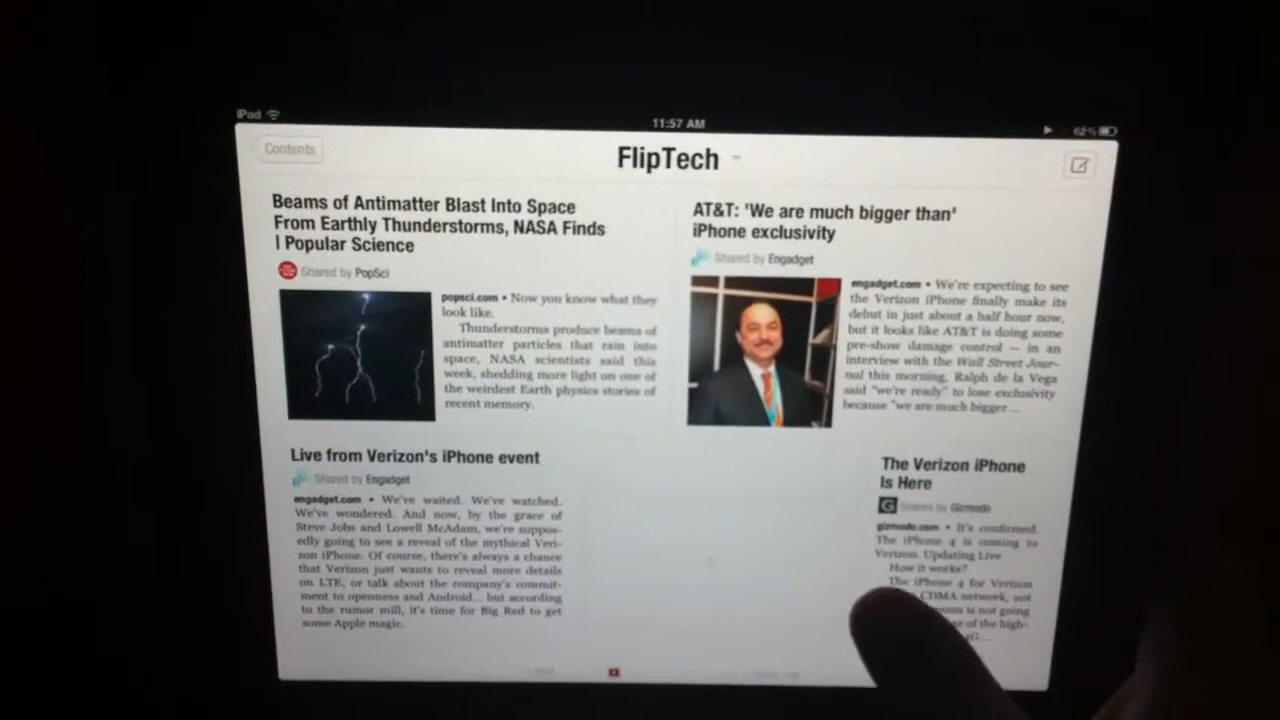 iPad
11:57 AM
62%
Contents
FlipTech
Beams of Antimatter Blast Into Space
From Earthly Thunderstorms, NASA Finds
| Popular Science
Shared by PopSci
popsci.com • Now you know what they
look like.
Thunderstorms produce beams of
antimatter particles that rain into
space, NASA scientists said this
week, shedding more light on one of
the weirdest Earth physics stories of
recent memory.
AT&T: 'We are much bigger than'
iPhone exclusivity
Shared by Engadget
engadget.com • We're expecting to see
the Verizon iPhone finally make its
debut in just about a half hour now,
but it looks like AT&T is doing some
pre-show damage control -- in an
interview with the Wall Street Jour-
nal this morning, Ralph de la Vega
said "we're ready" to lose exclusivity
because "we are much bigger ...
Live from Verizon's iPhone event
Shared by Engadget
engadget.com • We've waited. We've watched.
We've wondered. And now, by the grace of
Steve Jobs and Lowell McAdam, we're suppos-
edly going to see a reveal of the mythical Veri-
zon iPhone. Of course, there's always a chance
that Verizon just wants to reveal more details
on LTE, or talk about the company's commit-
ment to openness and Android... but according
to the rumor mill, it's time for Big Red to get
some Apple magic.
The Verizon iPhone
Is Here
G Shared by Gizmodo
gizmodo.com • It's confirmed.
The iPhone 4 is coming to
Verizon. Updating Live
How it works?
The iPhone 4 for Verizon
CDMA network, not
is not going
of the high-